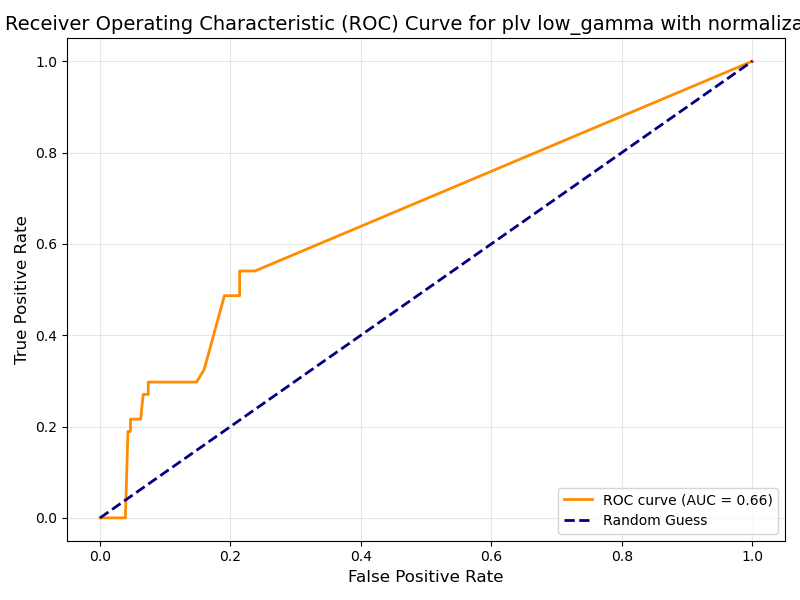 Receiver Operating Characteristic (ROC) Curve for plv low_gamma with normaliza
1.0
0.8
0.6
0.4
0.2
0.0
True Positive Rate
ROC curve (AUC = 0.66)
Random Guess
0.0 0.2 0.4 0.6 0.8 1.0
False Positive Rate